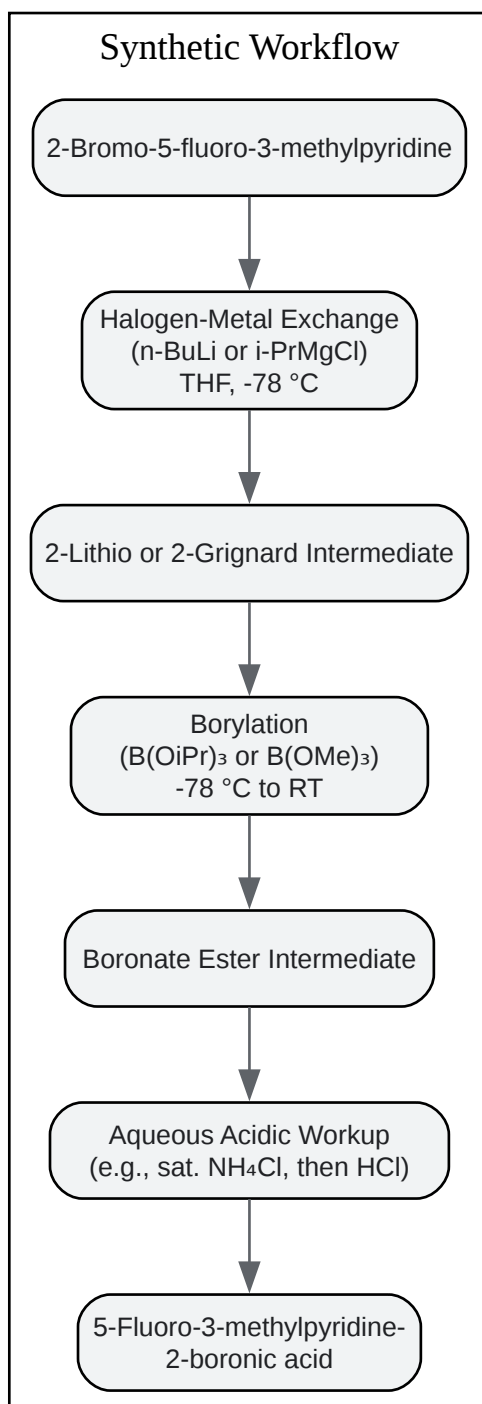 Synthetic Workflow
2-Bromo-5-fluoro-3-methylpyridine
Halogen-Metal Exchange
(n-BuLi or i-PrMgCl)
THF, -78 °C
2-Lithio or 2-Grignard Intermediate
Borylation
(B(OiPr)₃ or B(OMe)₃)
-78 °C to RT
Boronate Ester Intermediate
Aqueous Acidic Workup
(e.g., sat. NH₄Cl, then HCl)
5-Fluoro-3-methylpyridine-
2-boronic acid